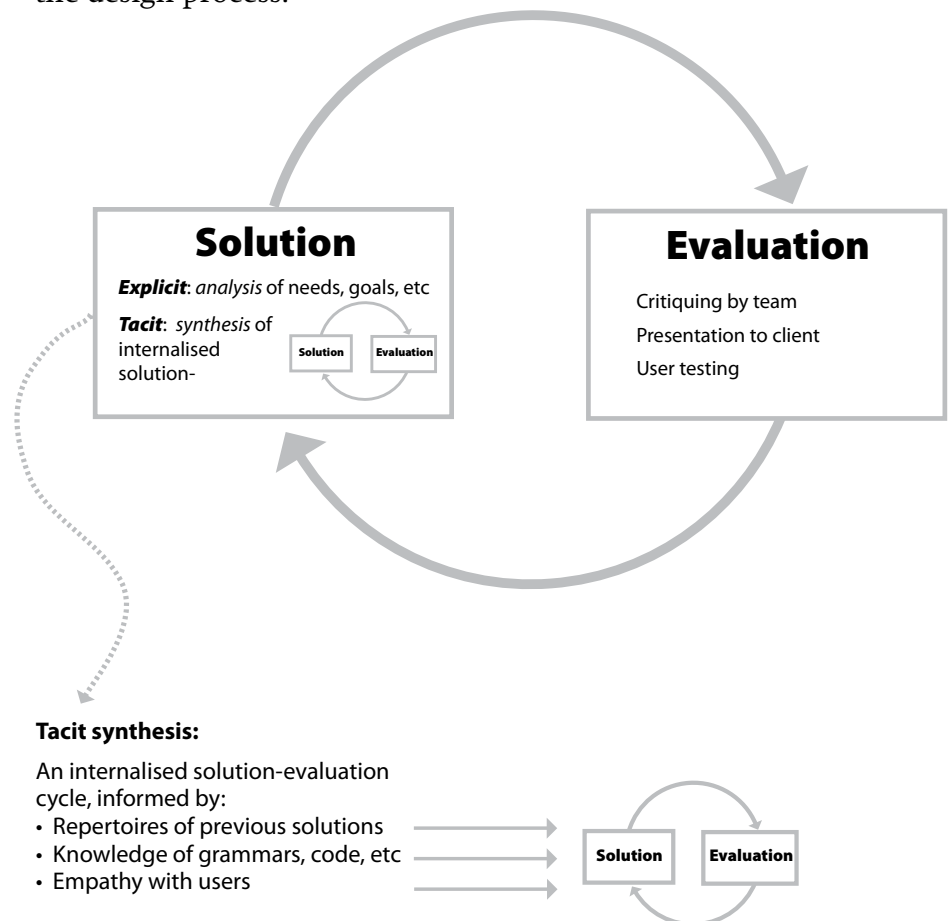 the design process.
Solution
Explicit: analysis of needs, goals, etc
Tacit: synthesis of
internalised
solution-
Solution
Evaluation
Evaluation
Critiquing by team
Presentation to client
User testing
Tacit synthesis:
An internalised solution-evaluation
cycle, informed by:
• Repertoires of previous solutions
• Knowledge of grammars, code, etc
• Empathy with users
Solution
Evaluation